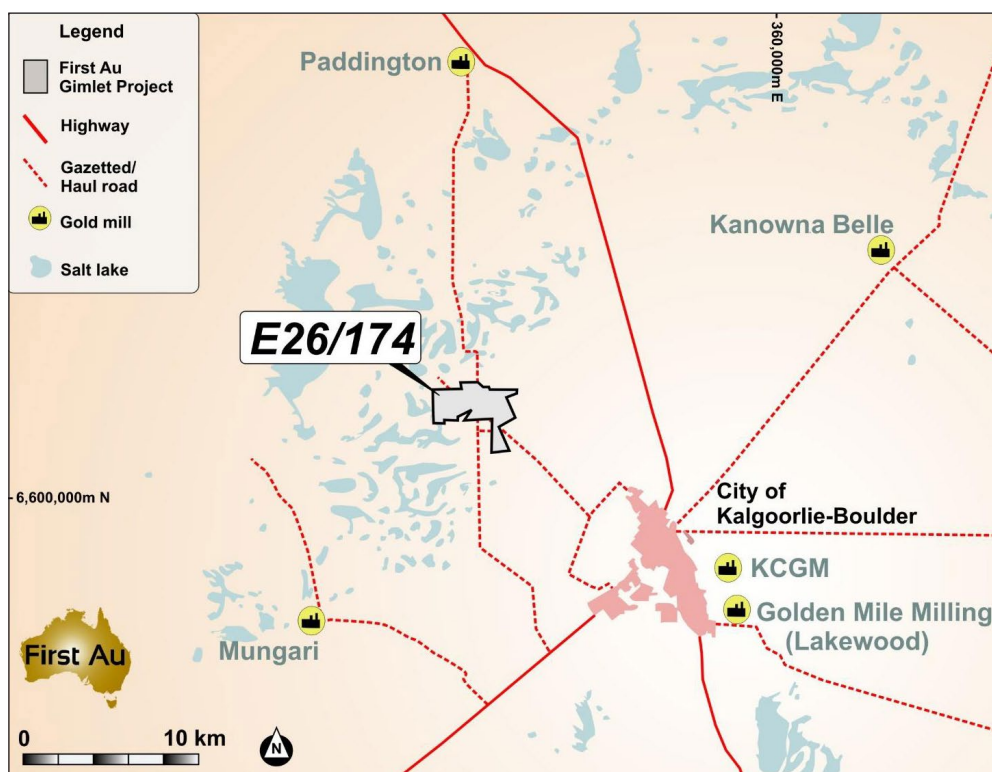 Legend
First Au
Gimlet Project
Highway
Gazetted/
Haul road
Gold mill
Salt lake
Paddington
360,000m E
Kanowna Belle
E26/174
6,600,000m N
City of
Kalgoorlie-Boulder
KCGM
Golden Mile Milling
(Lakewood)
Mungari
First Au
0 10 km
N